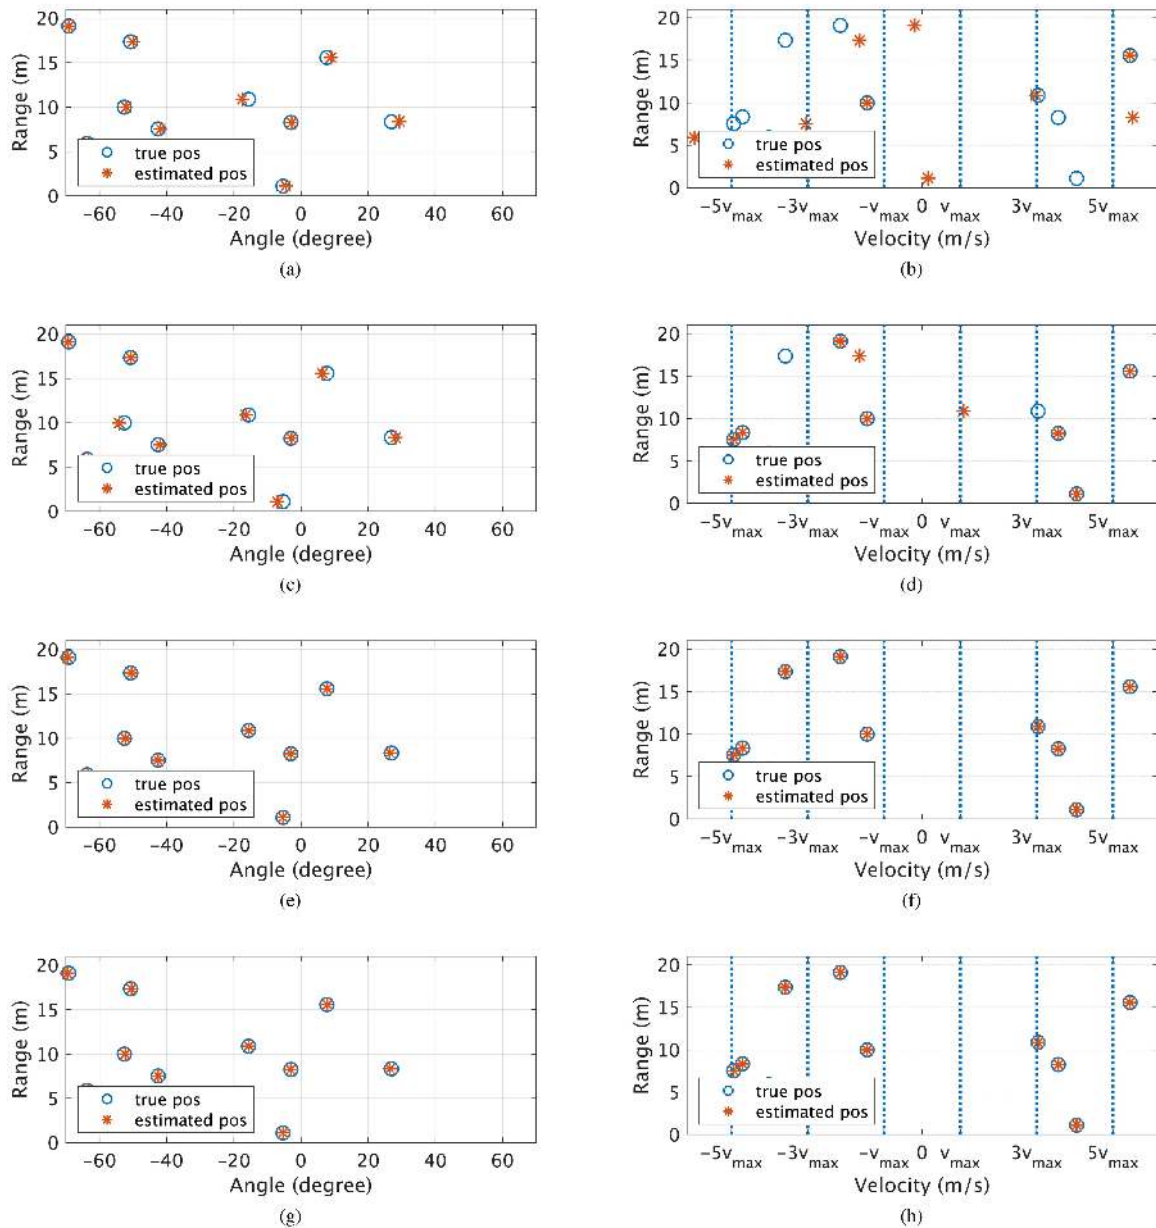 20
15
10
5
0
Range (m)
true pos
estimated pos
−60 −40 −20 0 20 40 60
Angle (degree)
(a)
20
15
10
5
0
Range (m)
true pos
estimated pos
−5vmax −3vmax −vmax 0 vmax 3vmax 5vmax
Velocity (m/s)
(b)
20
15
10
5
0
Range (m)
true pos
estimated pos
−60 −40 −20 0 20 40 60
Angle (degree)
(c)
20
15
10
5
0
Range (m)
true pos
estimated pos
−5vmax −3vmax −vmax 0 vmax 3vmax 5vmax
Velocity (m/s)
(d)
20
15
10
5
0
Range (m)
true pos
estimated pos
−60 −40 −20 0 20 40 60
Angle (degree)
(e)
20
15
10
5
0
Range (m)
true pos
estimated pos
−5vmax −3vmax −vmax 0 vmax 3vmax 5vmax
Velocity (m/s)
(f)
20
15
10
5
0
Range (m)
true pos
estimated pos
−60 −40 −20 0 20 40 60
Angle (degree)
(g)
20
15
10
5
0
Range (m)
true pos
estimated pos
−5vmax −3vmax −vmax 0 vmax 3vmax 5vmax
Velocity (m/s)
(h)